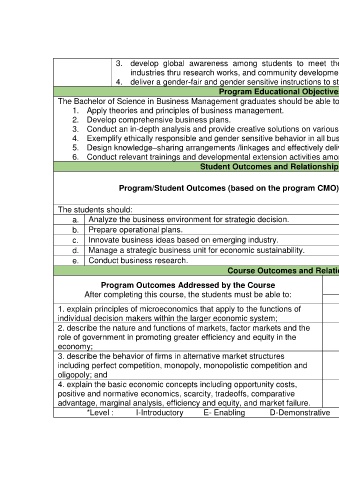 3. develop global awareness among students to meet the
industries thru research works, and community developme
4. deliver a gender-fair and gender sensitive instructions to st
Program Educational Objective
The Bachelor of Science in Business Management graduates should be able to
1. Apply theories and principles of business management.
2. Develop comprehensive business plans.
3. Conduct an in-depth analysis and provide creative solutions on various
4. Exemplify ethically responsible and gender sensitive behavior in all bus
5. Design knowledge–sharing arrangements /linkages and effectively deliv
6. Conduct relevant trainings and developmental extension activities amo
Student Outcomes and Relationship
Program/Student Outcomes (based on the program CMO)
The students should:
a. Analyze the business environment for strategic decision.
b. Prepare operational plans.
c. Innovate business ideas based on emerging industry.
d. Manage a strategic business unit for economic sustainability.
e. Conduct business research.
Course Outcomes and Relati
Program Outcomes Addressed by the Course
After completing this course, the students must be able to:
1. explain principles of microeconomics that apply to the functions of
individual decision makers within the larger economic system;
2. describe the nature and functions of markets, factor markets and the
role of government in promoting greater efficiency and equity in the
economy;
3. describe the behavior of firms in alternative market structures
including perfect competition, monopoly, monopolistic competition and
oligopoly; and
4. explain the basic economic concepts including opportunity costs,
positive and normative economics, scarcity, tradeoffs, comparative
advantage, marginal analysis, efficiency and equity, and market failure.
*Level : I-Introductory E- Enabling D-Demonstrative